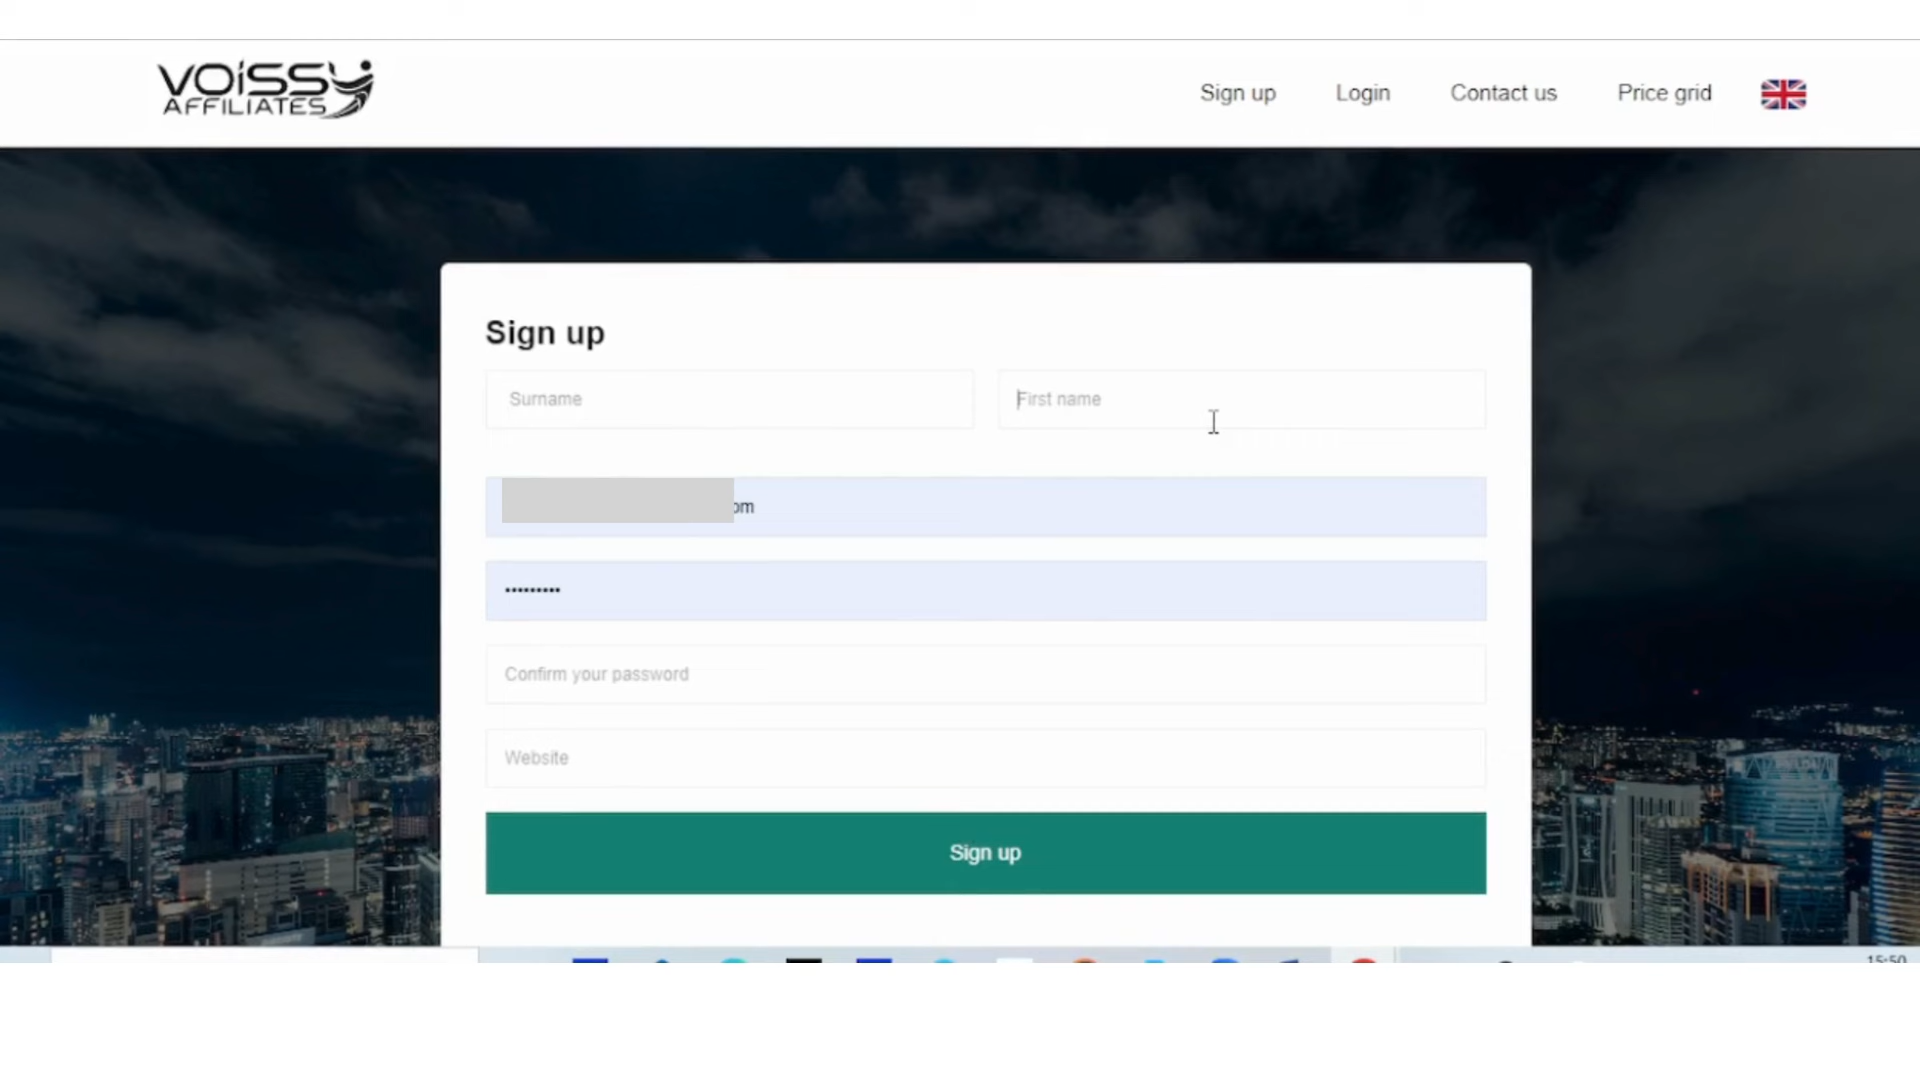 VOISSY
AFFILIATES
Sign up
Login
Contact us
Price grid
Sign up
Surname
First name
om
•••••••••
Confirm your password
Website
Sign up
15:50